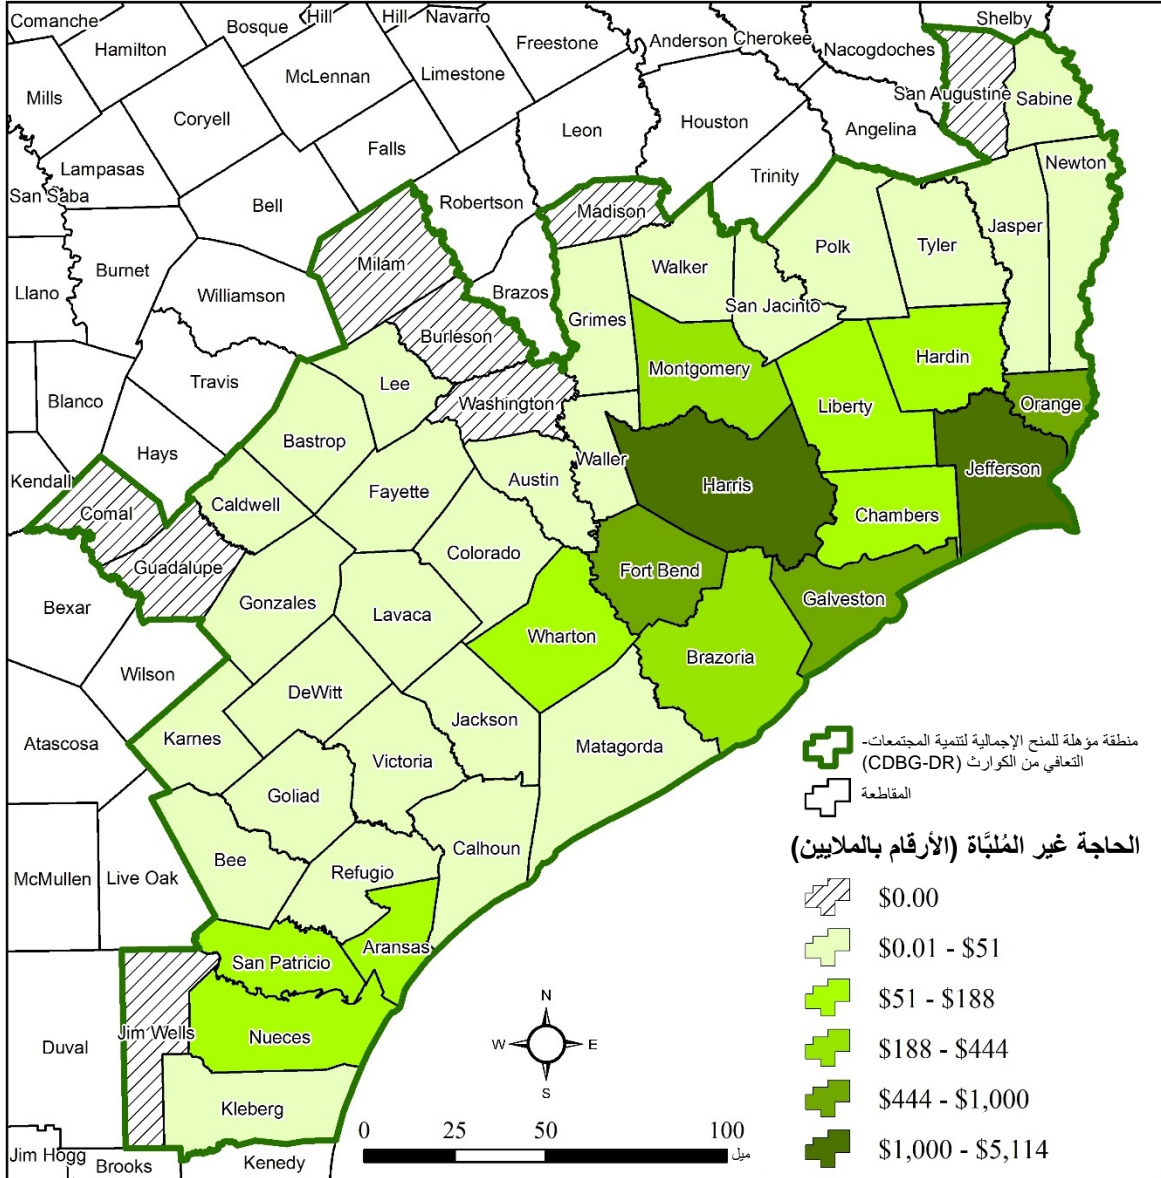 Comanche
Hill
Hill
Navarro
Shelby
Bosque
Hamilton
Freestone
Anderson
Cherokee
Nacogdoches
McLennan
Limestone
Mills
San Augustine
Sabine
Coryell
Leon
Houston
Angelina
Falls
Lampasas
Newton
Trinity
San Saba
Bell
Robertson
Madison
Jasper
Polk
Tyler
Burnet
Milam
Walker
Llano
Williamson
Brazos
San Jacinto
Grimes
Burleson
Hardin
Travis
Lee
Montgomery
Blanco
Washington
Liberty
Orange
Bastrop
Hays
Waller
Jefferson
Kendall
Austin
Harris
Fayette
Caldwell
Comal
Chambers
Colorado
Guadalupe
Fort Bend
Bexar
Gonzales
Lavaca
Galveston
Wharton
Brazoria
Wilson
DeWitt
Jackson
Atascosa
Karnes
Matagorda
Victoria
Goliad
Calhoun
Bee
Refugio
McMullen
Live Oak
Aransas
San Patricio
Jim Wells
Nueces
Duval
Kleberg
Jim Hogg
Brooks
Kenedy
منطقة مؤهلة للمنح الإجمالية لتنمية المجتمعات-
التعافي من الكوارث (CDBG-DR)
المقاطعة
الحاجة غير المُلبَّاة (الأرقام بالملايين)
$0.00
$0.01 - $51
$51 - $188
$188 - $444
$444 - $1,000
$1,000 - $5,114
N
W E
S
0 25 50 100
ميل